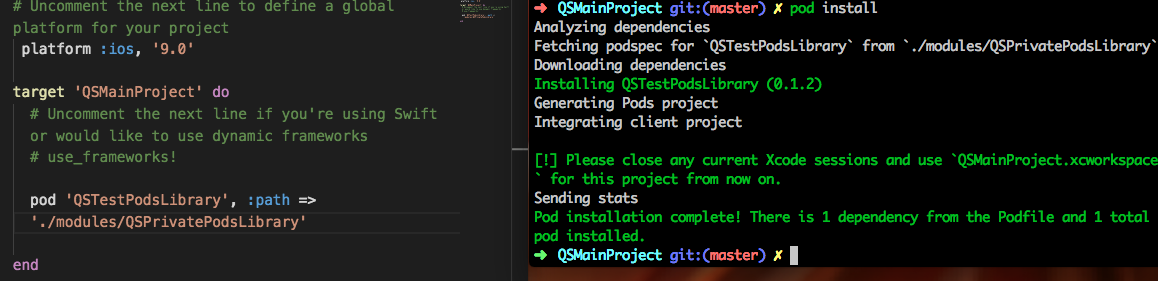 # Uncomment the next line to define a global
platform for your project
platform :ios, '9.0'
target 'QSMainProject' do
# Uncomment the next line if you're using Swift
or would like to use dynamic frameworks
# use_frameworks!
pod 'QSTestPodsLibrary', :path =>
'./modules/QSPrivatePodsLibrary'
end
➜ QSMainProject git:(master) ✗ pod install
Analyzing dependencies
Fetching podspec for `QSTestPodsLibrary` from `./modules/QSPrivatePodsLibrary`
Downloading dependencies
Installing QSTestPodsLibrary (0.1.2)
Generating Pods project
Integrating client project
[!] Please close any current Xcode sessions and use `QSMainProject.xcworkspace
` for this project from now on.
Sending stats
Pod installation complete! There is 1 dependency from the Podfile and 1 total
pod installed.
➜ QSMainProject git:(master) ✗